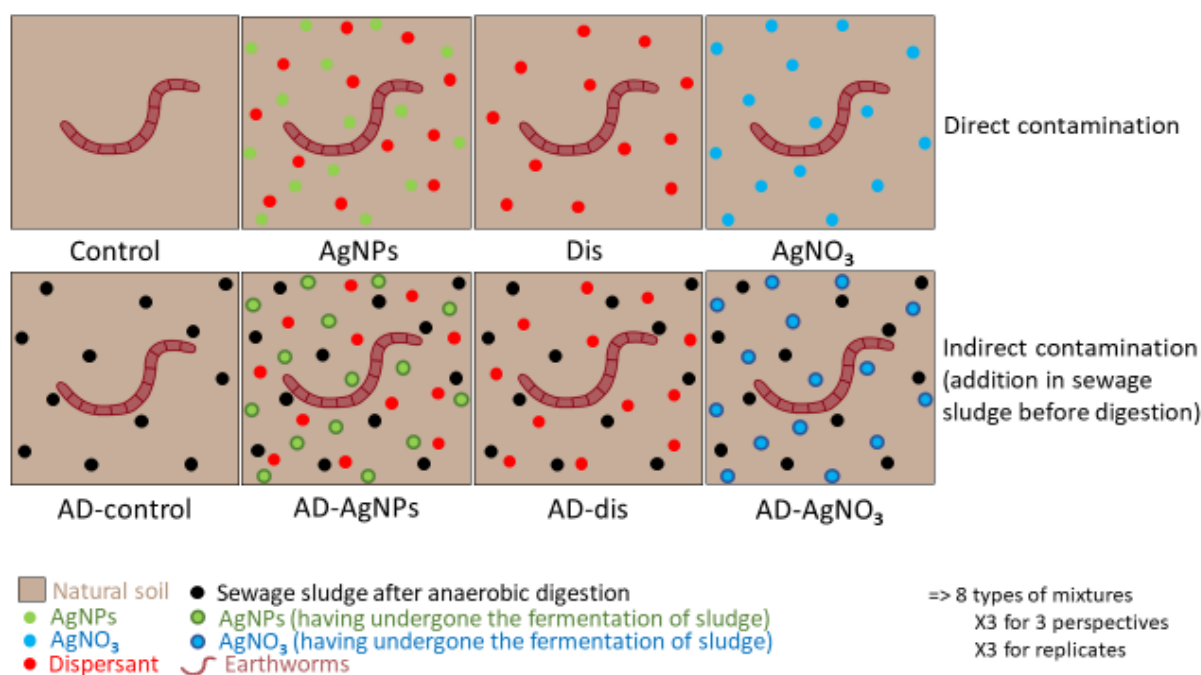 Direct contamination
Control
AgNPs
Dis
AgNO₃
Indirect contamination
(addition in sewage
sludge before digestion)
AD-control
AD-AgNPs
AD-dis
AD-AgNO₃
Natural soil
Sewage sludge after anaerobic digestion
AgNPs
AgNPs (having undergone the fermentation of sludge)
AgNO₃
AgNO₃ (having undergone the fermentation of sludge)
Dispersant
Earthworms
=> 8 types of mixtures
X3 for 3 perspectives
X3 for replicates